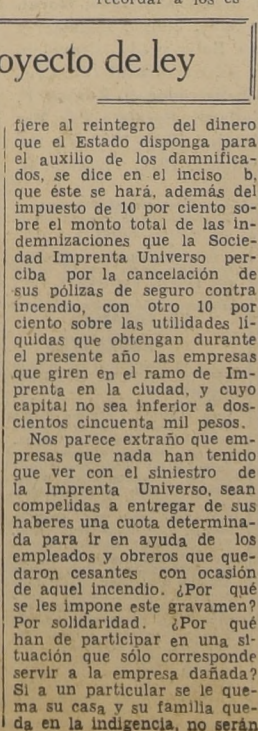 recordar a los es
oyecto de ley
fiere al reintegro del dinero
que el Estado disponga para
el auxilio de los damnifica-
dos, se dice en el inciso b,
que éste se hará, además del
impuesto de 10 por ciento so-
bre el monto total de las in-
demnizaciones que la Socie-
dad Imprenta Universo per-
ciba por la cancelación de
sus pólizas de seguro contra
incendio, con otro 10 por
ciento sobre las utilidades lí-
quidas que obtengan durante
el presente año las empresas
que giren en el ramo de Im-
prenta en la ciudad, y cuyo
capital no sea inferior a dos-
cientos cincuenta mil pesos.
Nos parece extraño que em-
presas que nada han tenido
que ver con el siniestro de
la Imprenta Universo, sean
compelidas a entregar de sus
haberes una cuota determina-
da para ir en ayuda de los
empleados y obreros que que-
daron cesantes con ocasión
de aquel incendio. ¿Por qué
se les impone este gravamen?
Por solidaridad. ¿Por qué
han de participar en una si-
tuación que sólo corresponde
servir a la empresa dañada?
Si a un particular se le que-
ma su casa y su familia que-
da en la indigencia, no serán